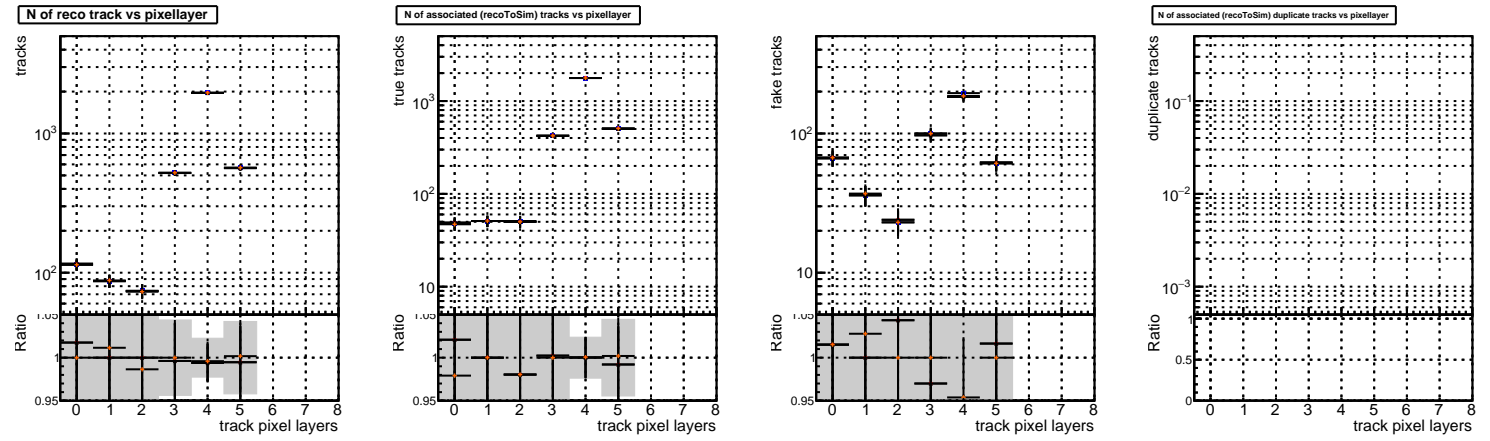 N of reco track vs pixellayer
tracks
10³
10²
Ratio
1.05
1
0.95
0 1 2 3 4 5 6 7 8
track pixel layers
N of associated (recoToSim) tracks vs pixellayer
true tracks
10³
10²
10
Ratio
1.05
1
0.95
0 1 2 3 4 5 6 7 8
track pixel layers
fake tracks
10²
10
Ratio
1.05
1
0.95
0 1 2 3 4 5 6 7 8
track pixel layers
N of associated (recoToSim) duplicate tracks vs pixellayer
duplicate tracks
10⁻¹
10⁻²
10⁻³
Ratio
1
0.5
0
0 1 2 3 4 5 6 7 8
track pixel layers